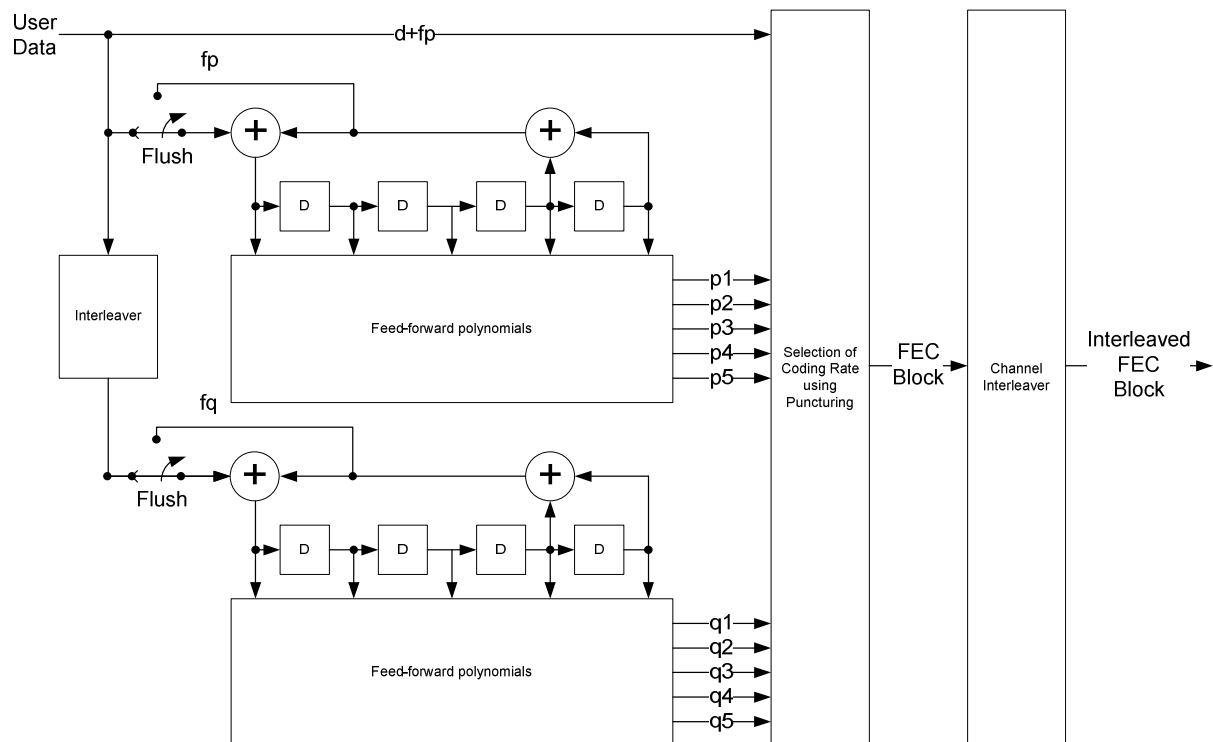 User
Data
d+fp
fp
+
+
Flush
D
D
D
D
Interleaver
Feed-forward polynomials
p1
p2
p3
p4
p5
fq
+
+
Flush
D
D
D
D
Feed-forward polynomials
q1
q2
q3
q4
q5
Selection of
Coding Rate
using
Puncturing
FEC
Block
Channel
Interleaver
Interleaved
FEC
Block